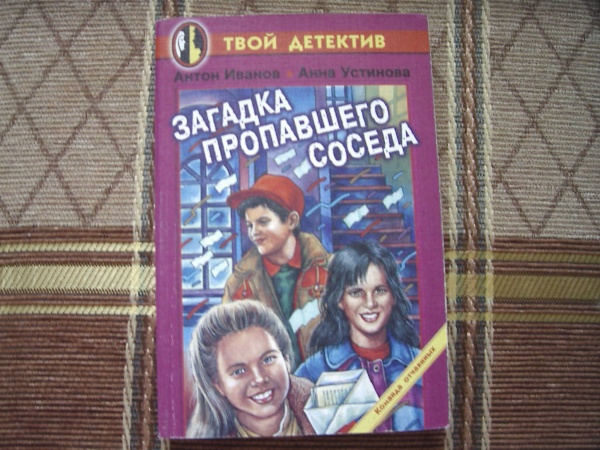 ТВОЙ ДЕТЕКТИВ
Антон Иванов • Анна Устинова
ЗАГАДКА
ПРОПАВШЕГО
СОСЕДА
Команда отчаянных